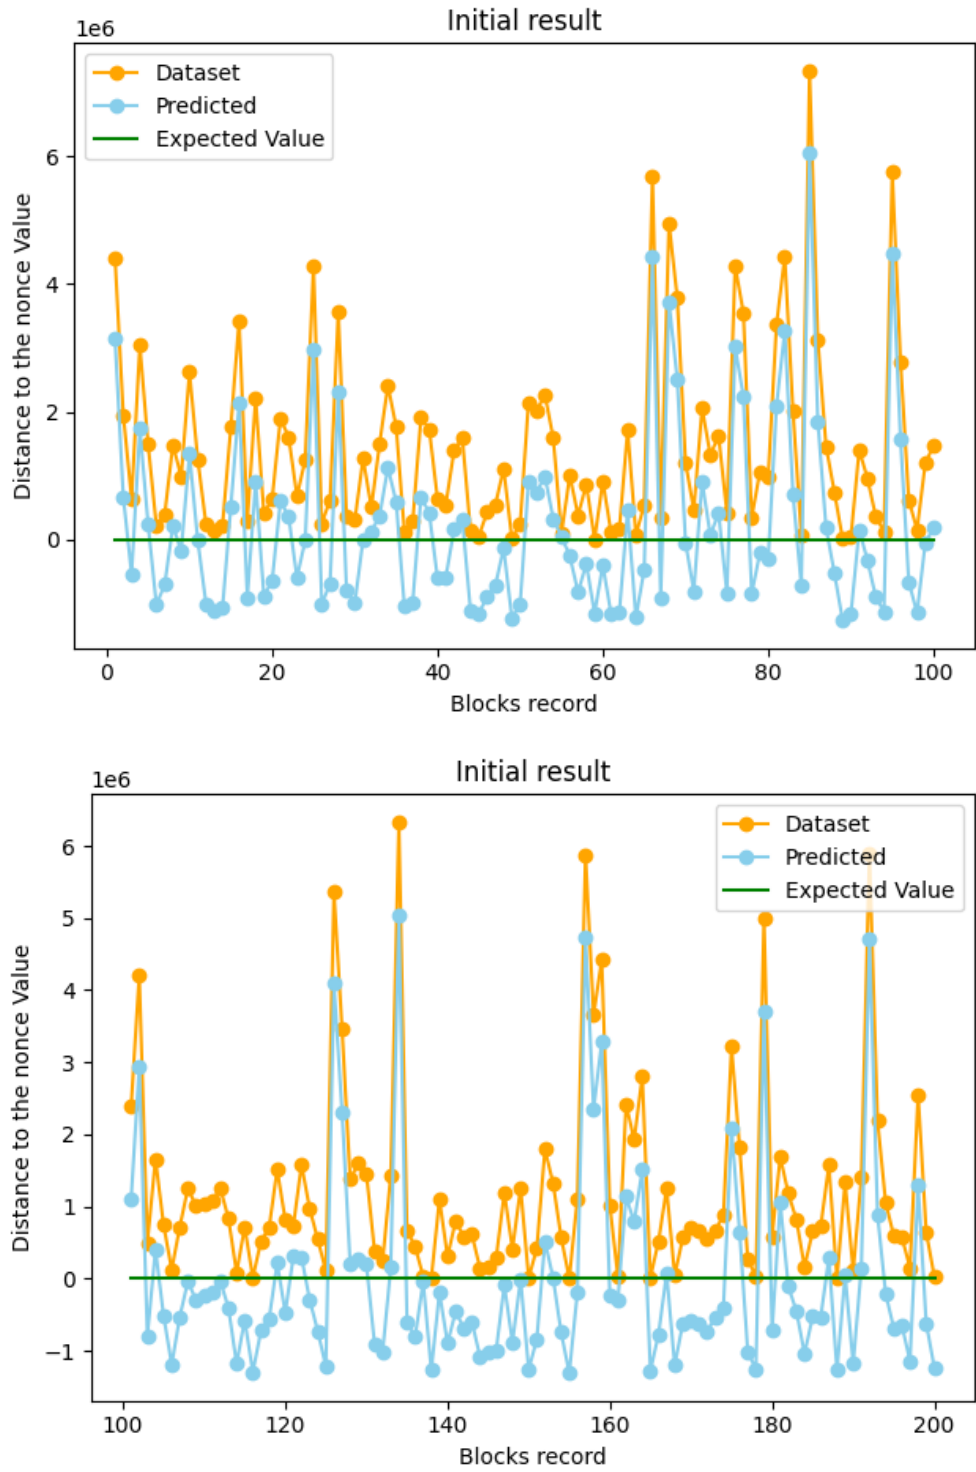 Initial result
1e6
Dataset
Predicted
Expected Value
6
4
2
0
Distance to the nonce Value
0 20 40 60 80 100
Blocks record
Initial result
1e6
Dataset
Predicted
Expected Value
6
5
4
3
2
1
0
−1
Distance to the nonce Value
100 120 140 160 180 200
Blocks record